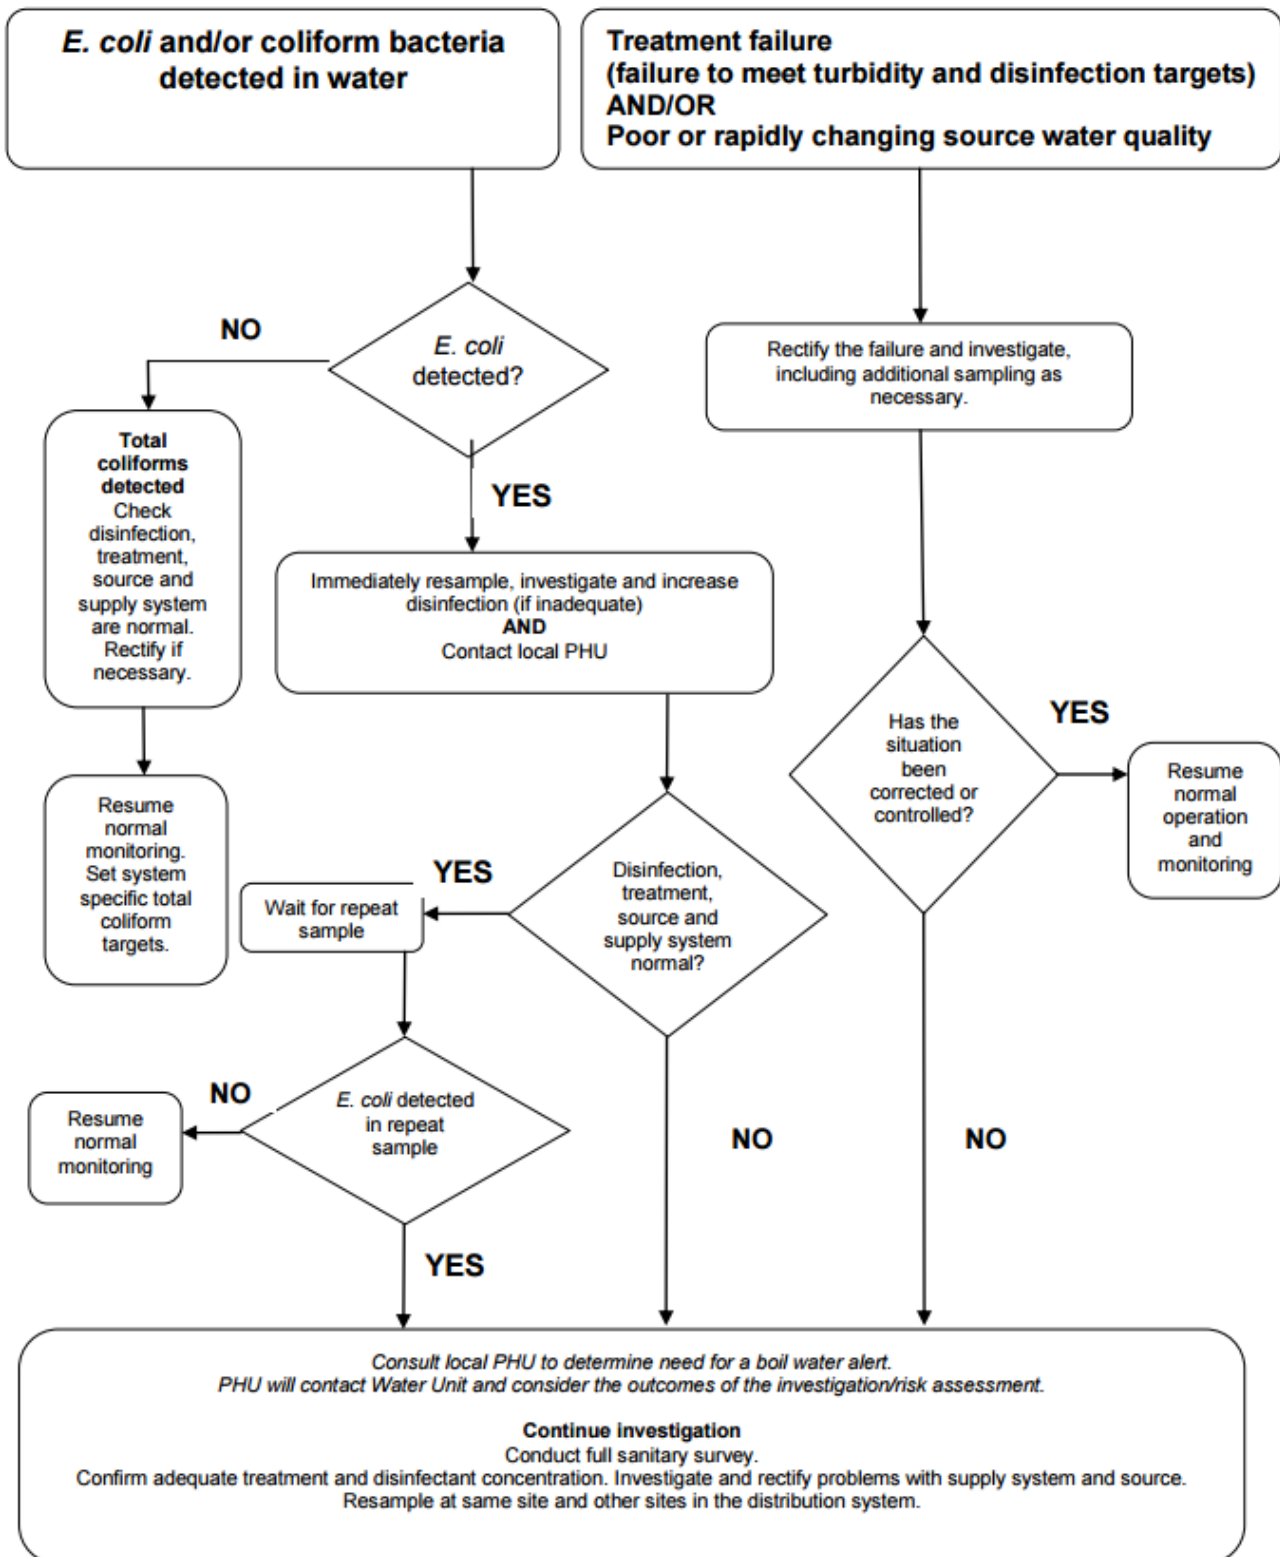 E. coli and/or coliform bacteria
detected in water
Treatment failure
(failure to meet turbidity and disinfection targets)
AND/OR
Poor or rapidly changing source water quality
NO
E. coli
detected?
Rectify the failure and investigate,
including additional sampling as
necessary.
Total
coliforms
detected
Check
disinfection,
treatment,
source and
supply system
are normal.
Rectify if
necessary.
YES
Immediately resample, investigate and increase
disinfection (if inadequate)
AND
Contact local PHU
Has the
situation
been
corrected or
controlled?
YES
Resume
normal
operation
and
monitoring
Resume
normal
monitoring.
Set system
specific total
coliform
targets.
YES
Wait for repeat
sample
Disinfection,
treatment,
source and
supply system
normal?
NO
Resume
normal
monitoring
E. coli detected
in repeat
sample
NO
NO
YES
Consult local PHU to determine need for a boil water alert.
PHU will contact Water Unit and consider the outcomes of the investigation/risk assessment.
Continue investigation
Conduct full sanitary survey.
Confirm adequate treatment and disinfectant concentration. Investigate and rectify problems with supply system and source.
Resample at same site and other sites in the distribution system.